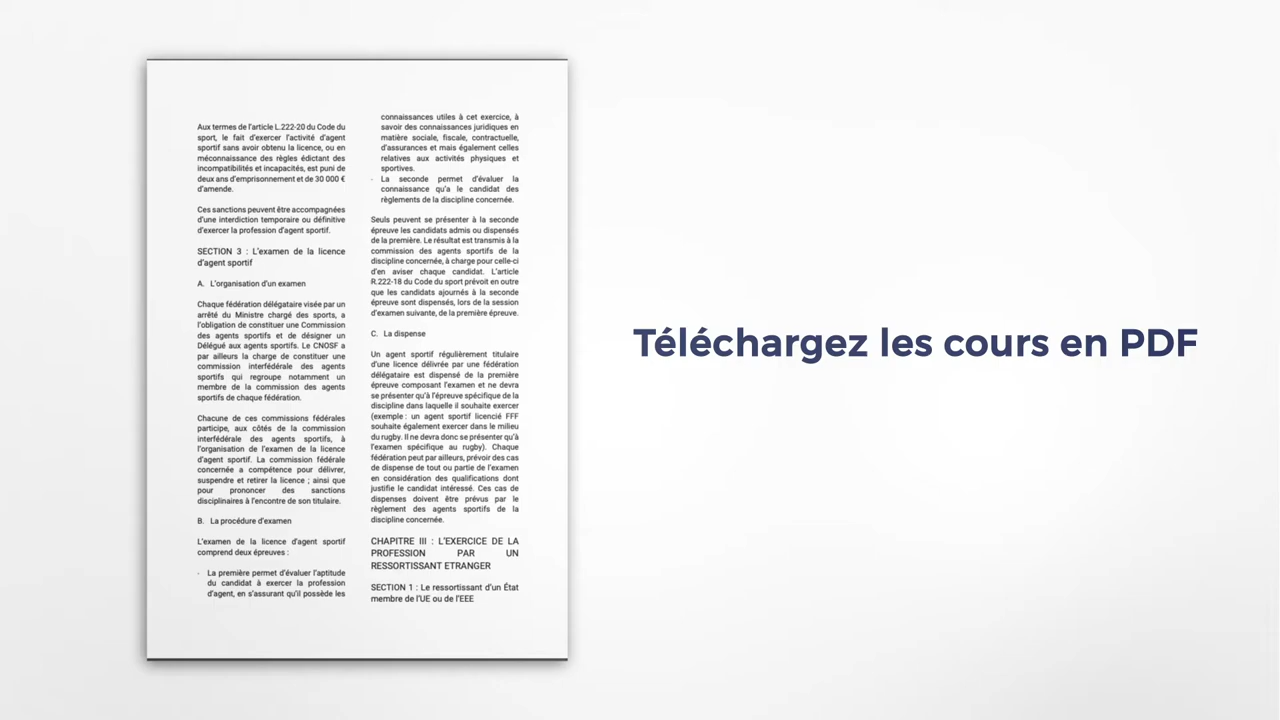 Aux termes de l'article L.222-20 du Code du
sport, le fait d'exercer l'activité d'agent
sportif sans avoir obtenu la licence, ou en
méconnaissance des règles édictant des
incompatibilités et incapacités, est puni de
deux ans d'emprisonnement et de 30 000 €
d'amende.
Ces sanctions peuvent être accompagnées
d'une interdiction temporaire ou définitive
d'exercer la profession d'agent sportif.
SECTION 3 : L'examen de la licence
d'agent sportif
A. L'organisation d'un examen
Chaque fédération délégataire visée par un
arrêté du Ministre chargé des sports, a
l'obligation de constituer une Commission
des agents sportifs et de désigner un
Délégué aux agents sportifs. Le CNOSF a
par ailleurs la charge de constituer une
commission interfédérale des agents
sportifs qui regroupe notamment un
membre de la commission des agents
sportifs de chaque fédération.
Chacune de ces commissions fédérales
participe, aux côtés de la commission
interfédérale des agents sportifs, à
l'organisation de l'examen de la licence
d'agent sportif. La commission fédérale
concernée a compétence pour délivrer,
suspendre et retirer la licence ; ainsi que
pour prononcer des sanctions
disciplinaires à l'encontre de son titulaire.
B. La procédure d'examen
L'examen de la licence d'agent sportif
comprend deux épreuves :
- La première permet d'évaluer l'aptitude
du candidat à exercer la profession
d'agent, en s'assurant qu'il possède les
connaissances utiles à cet exercice, à
savoir des connaissances juridiques en
matière sociale, fiscale, contractuelle,
d'assurances et mais également celles
relatives aux activités physiques et
sportives.
- La seconde permet d'évaluer la
connaissance qu'a le candidat des
règlements de la discipline concernée.
Seuls peuvent se présenter à la seconde
épreuve les candidats admis ou dispensés
de la première. Le résultat est transmis à la
commission des agents sportifs de la
discipline concernée, à charge pour celle-ci
d'en aviser chaque candidat. L'article
R.222-18 du Code du sport prévoit en outre
que les candidats ajournés à la seconde
épreuve sont dispensés, lors de la session
d'examen suivante, de la première épreuve.
C. La dispense
Un agent sportif régulièrement titulaire
d'une licence délivrée par une fédération
délégataire est dispensé de la première
épreuve composant l'examen et ne devra
se présenter qu'à l'épreuve spécifique de la
discipline dans laquelle il souhaite exercer
(exemple : un agent sportif licencié FFF
souhaite également exercer dans le milieu
du rugby. Il ne devra donc se présenter qu'à
l'examen spécifique au rugby). Chaque
fédération peut par ailleurs, prévoir des cas
de dispense de tout ou partie de l'examen
en considération des qualifications dont
justifie le candidat intéressé. Ces cas de
dispenses doivent être prévus par le
règlement des agents sportifs de la
discipline concernée.
CHAPITRE III : L'EXERCICE DE LA
PROFESSION PAR UN
RESSORTISSANT ETRANGER
SECTION 1 : Le ressortissant d'un État
membre de l'UE ou de l'EEE
Téléchargez les cours en PDF